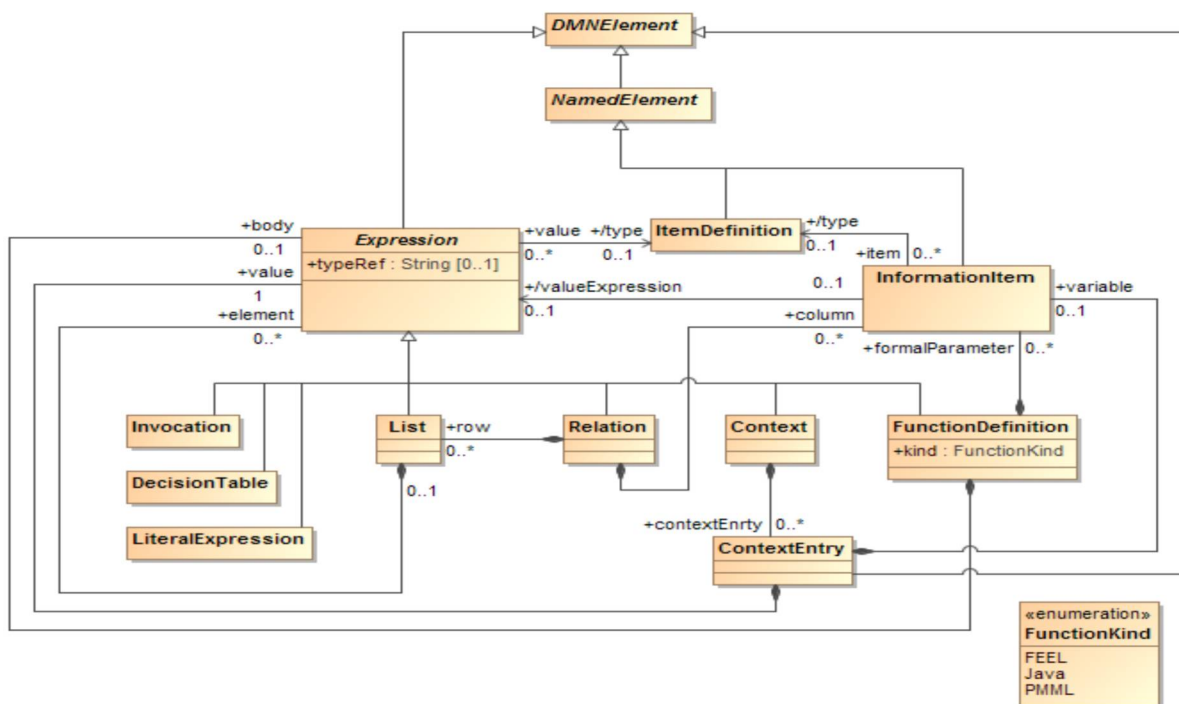 DMNElement
NamedElement
+body
0..1
+value
1
+element
0..*
Expression
+typeRef : String [0..1]
+value
0..*
+/type
0..1
ItemDefinition
+/type
0..1
+item
0..*
InformationItem
+/valueExpression
0..1
0..1
+column
0..*
+variable
0..1
+formalParameter
0..*
Invocation
DecisionTable
LiteralExpression
List
0..1
+row
0..*
Relation
Context
FunctionDefinition
+kind : FunctionKind
+contextEnrty
0..*
ContextEntry
«enumeration»
FunctionKind
FEEL
Java
PMML